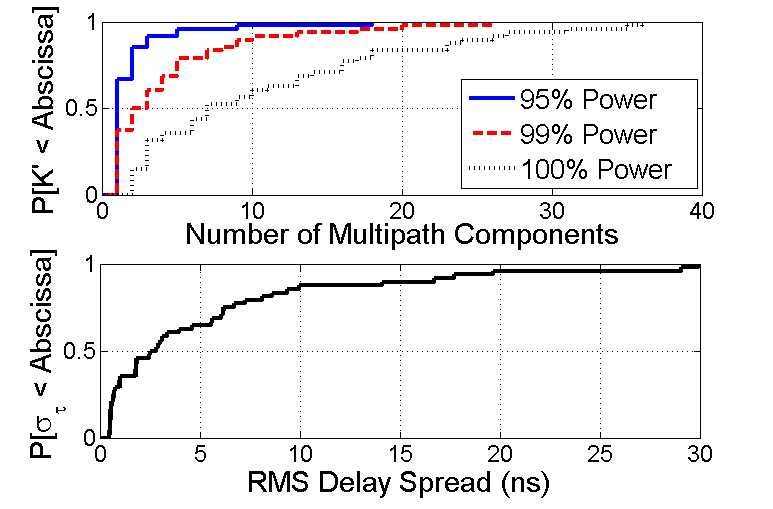 P[K' < Abscissa]
1
0.5
0
95% Power
99% Power
100% Power
0 10 20 30 40
Number of Multipath Components
P[στ < Abscissa]
1
0.5
0
0 5 10 15 20 25 30
RMS Delay Spread (ns)